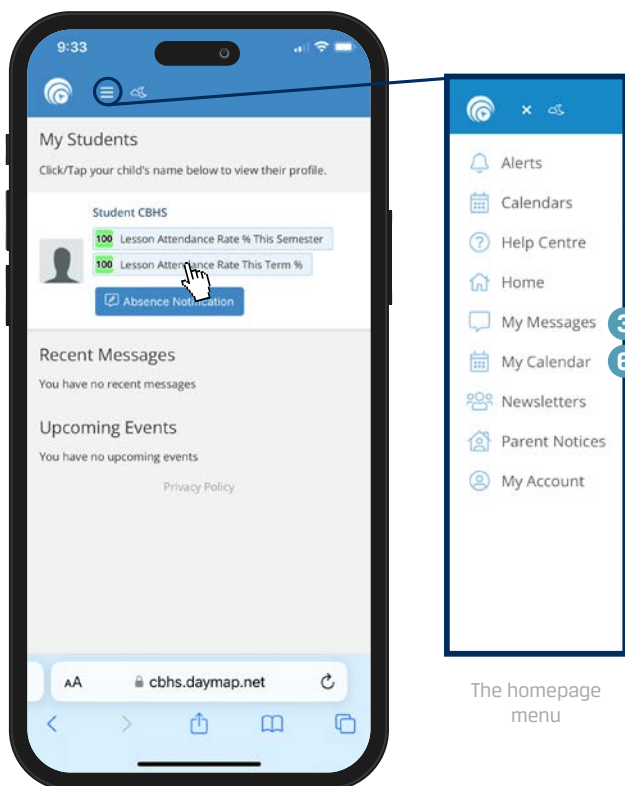 9:33
My Students
Click/Tap your child's name below to view their profile.
Student CBHS
100 Lesson Attendance Rate % This Semester
100 Lesson Attendance Rate This Term %
Absence Notification
Recent Messages
You have no recent messages
Upcoming Events
You have no upcoming events
Privacy Policy
AA cbhs.daymap.net
Alerts
Calendars
Help Centre
Home
My Messages 3
My Calendar 6
Newsletters
Parent Notices
My Account
The homepage
menu